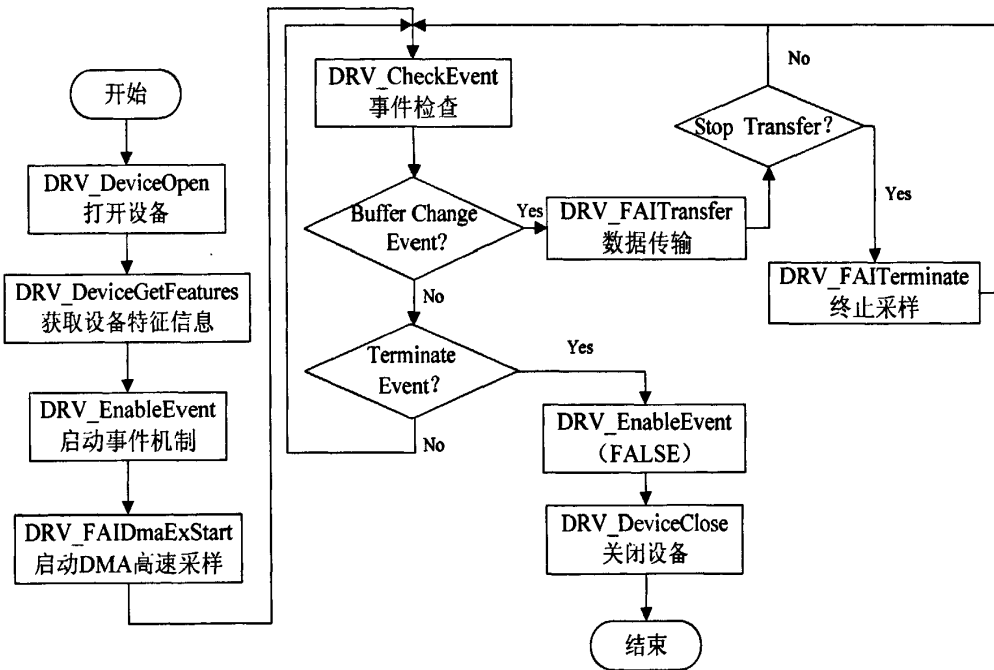 开始
DRV_DeviceOpen
打开设备
DRV_DeviceGetFeatures
获取设备特征信息
DRV_EnableEvent
启动事件机制
DRV_FAIDmaExStart
启动DMA高速采样
DRV_CheckEvent
事件检查
Buffer Change
Event?
Yes
No
DRV_FAITransfer
数据传输
Stop Transfer?
No
Yes
DRV_FAITerminate
终止采样
Terminate
Event?
Yes
No
DRV_EnableEvent
（FALSE）
DRV_DeviceClose
关闭设备
结束